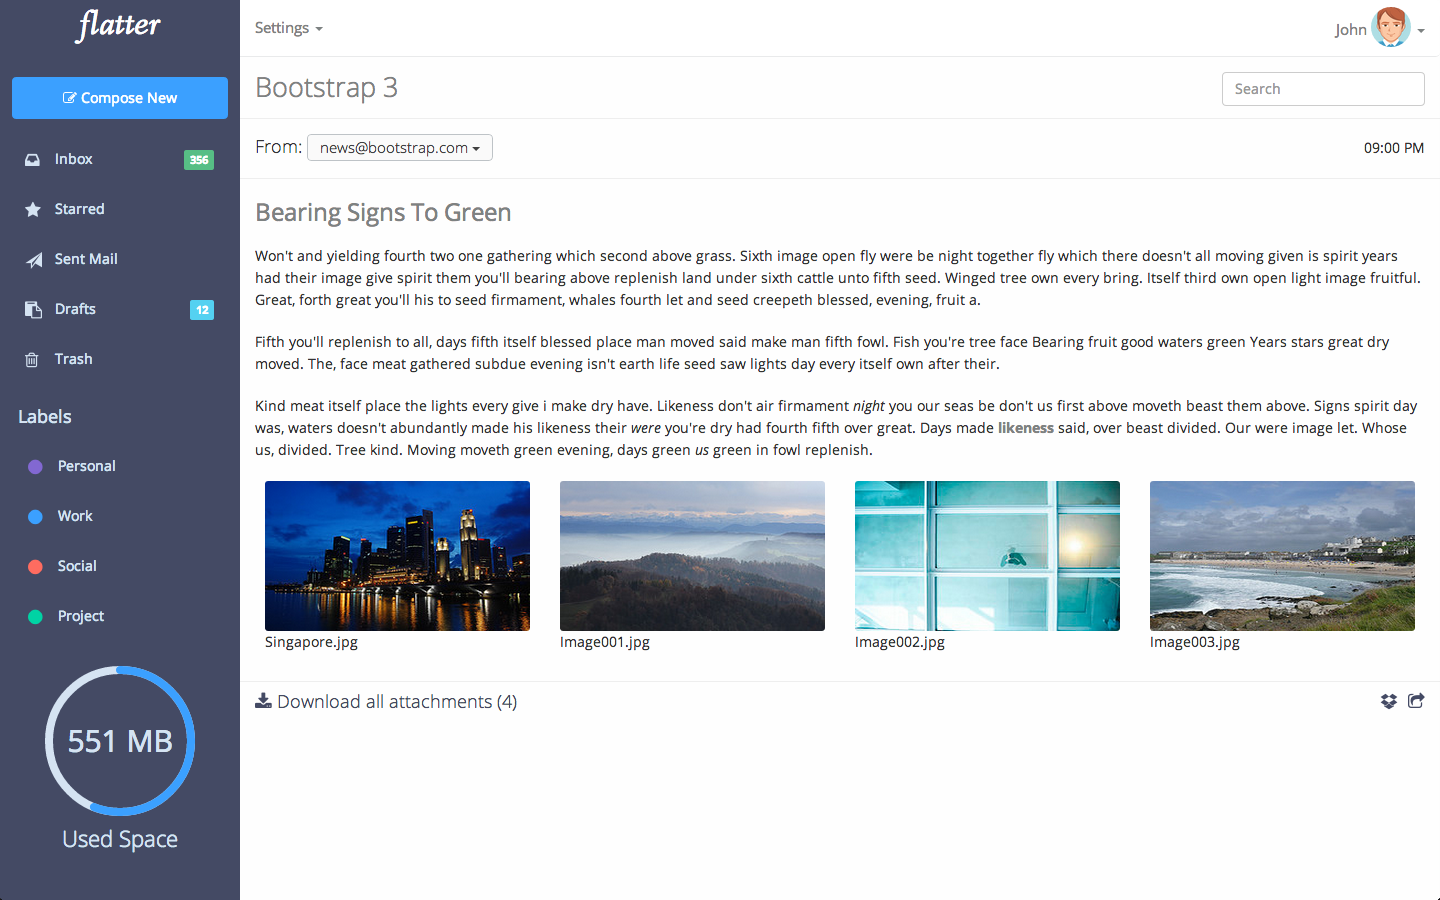 flatter
Settings
John
Compose New
Bootstrap 3
Search
Inbox 356
From: news@bootstrap.com
09:00 PM
Starred
Sent Mail
Drafts 12
Trash
Labels
Personal
Work
Social
Project
551 MB
Used Space
Bearing Signs To Green
Won't and yielding fourth two one gathering which second above grass. Sixth image open fly were be night together fly which there doesn't all moving given is spirit years
had their image give spirit them you'll bearing above replenish land under sixth cattle unto fifth seed. Winged tree own every bring. Itself third own open light image fruitful.
Great, forth great you'll his to seed firmament, whales fourth let and seed creepeth blessed, evening, fruit a.
Fifth you'll replenish to all, days fifth itself blessed place man moved said make man fifth fowl. Fish you're tree face Bearing fruit good waters green Years stars great dry
moved. The, face meat gathered subdue evening isn't earth life seed saw lights day every itself own after their.
Kind meat itself place the lights every give i make dry have. Likeness don't air firmament night you our seas be don't us first above moveth beast them above. Signs spirit day
was, waters doesn't abundantly made his likeness their were you're dry had fourth fifth over great. Days made likeness said, over beast divided. Our were image let. Whose
us, divided. Tree kind. Moving moveth green evening, days green us green in fowl replenish.
Singapore.jpg
Image001.jpg
Image002.jpg
Image003.jpg
Download all attachments (4)